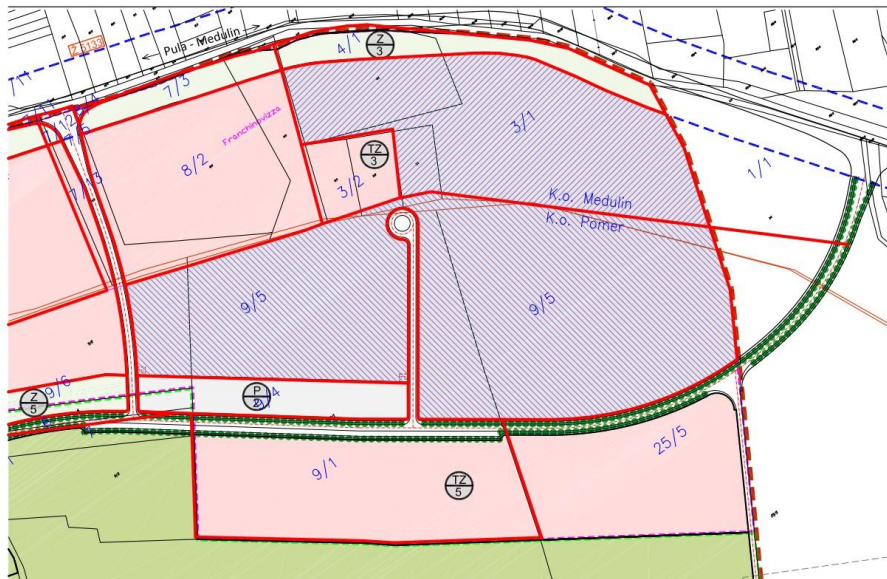 Ž 5133
Pula - Medulin
4/1
Z
3
7/3
Franchinovizza
8/2
TZ
3
3/1
1/1
3/2
K.o. Medulin
K.o. Pomer
7/13
9/5
9/5
9/6
Z
5
P
2
9/1
TZ
5
25/5